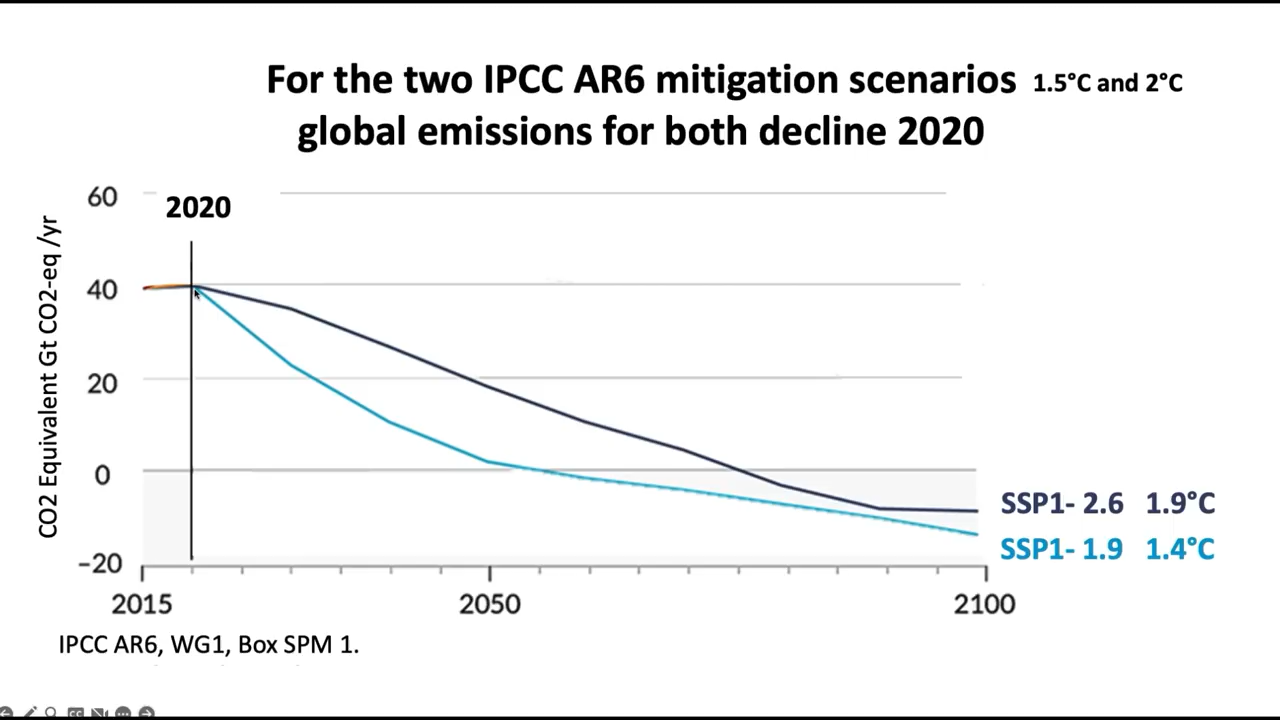 For the two IPCC AR6 mitigation scenarios 1.5°C and 2°C
global emissions for both decline 2020
CO2 Equivalent Gt CO2-eq /yr
60
2020
40
20
0
SSP1- 2.6 1.9°C
SSP1- 1.9 1.4°C
−20
2015 2050 2100
IPCC AR6, WG1, Box SPM 1.
CC